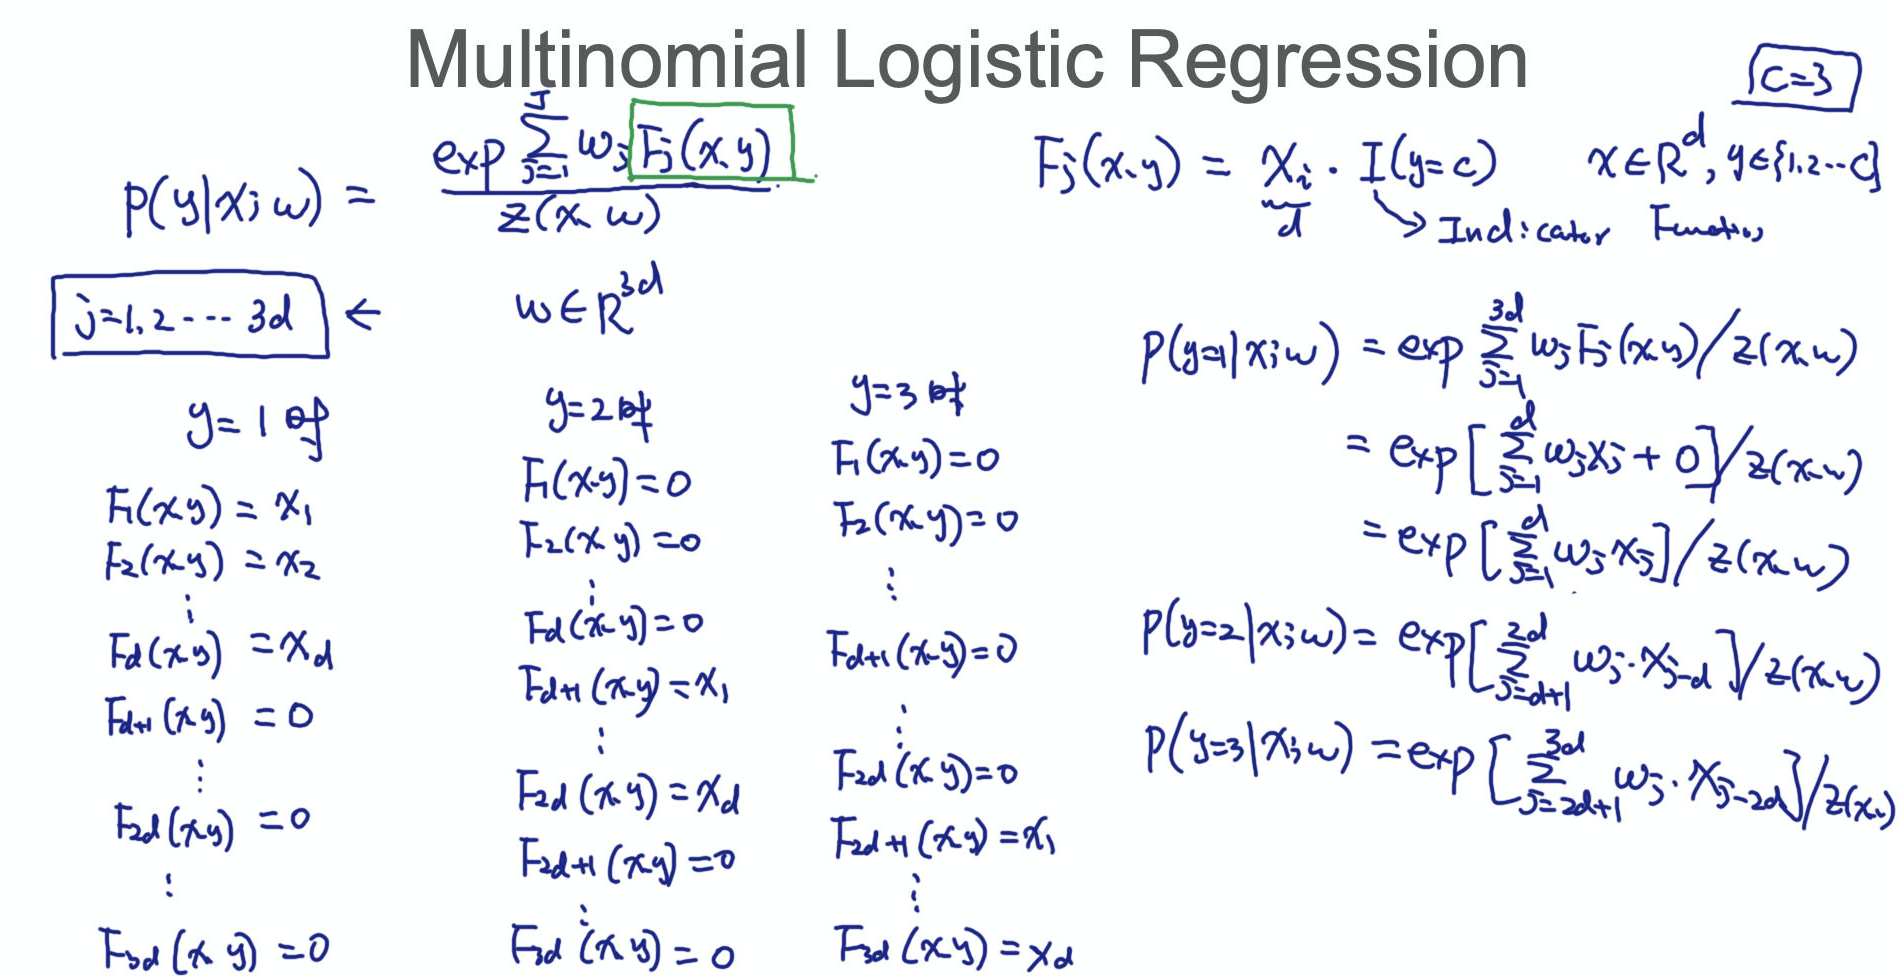 Multinomial Logistic Regression
C=3
p(y|x;w) = exp Σ_{j=1}^{J} w_j F_j(x,y) / z(x,w)
F_j(x,y) = x_i · I(y=c)    x∈R^d, y∈{1,2--C}
d
Indicator Function
j=1,2---3d ←    w∈R^{3d}
y=1时
F_1(x,y) = x_1
F_2(x,y) = x_2
⋮
F_d(x,y) = x_d
F_{d+1}(x,y) = 0
⋮
F_{2d}(x,y) = 0
⋮
F_{3d}(x,y) = 0
y=2时
F_1(x,y) = 0
F_2(x,y) = 0
⋮
F_d(x,y) = 0
F_{d+1}(x,y) = x_1
⋮
F_{2d}(x,y) = x_d
F_{2d+1}(x,y) = 0
⋮
F_{3d}(x,y) = 0
y=3时
F_1(x,y) = 0
F_2(x,y) = 0
⋮
F_{d+1}(x,y) = 0
⋮
F_{2d}(x,y) = 0
F_{2d+1}(x,y) = x_1
⋮
F_{3d}(x,y) = x_d
p(y=1|x;w) = exp Σ_{j=1}^{3d} w_j F_j(x,y) / z(x,w)
= exp[Σ_{j=1}^{d} w_j x_j + 0] / z(x,w)
= exp[Σ_{j=1}^{d} w_j x_j] / z(x,w)
p(y=2|x;w) = exp[Σ_{j=d+1}^{2d} w_j · x_{j-d}] / z(x,w)
p(y=3|x;w) = exp[Σ_{j=2d+1}^{3d} w_j · x_{j-2d}] / z(x,w)